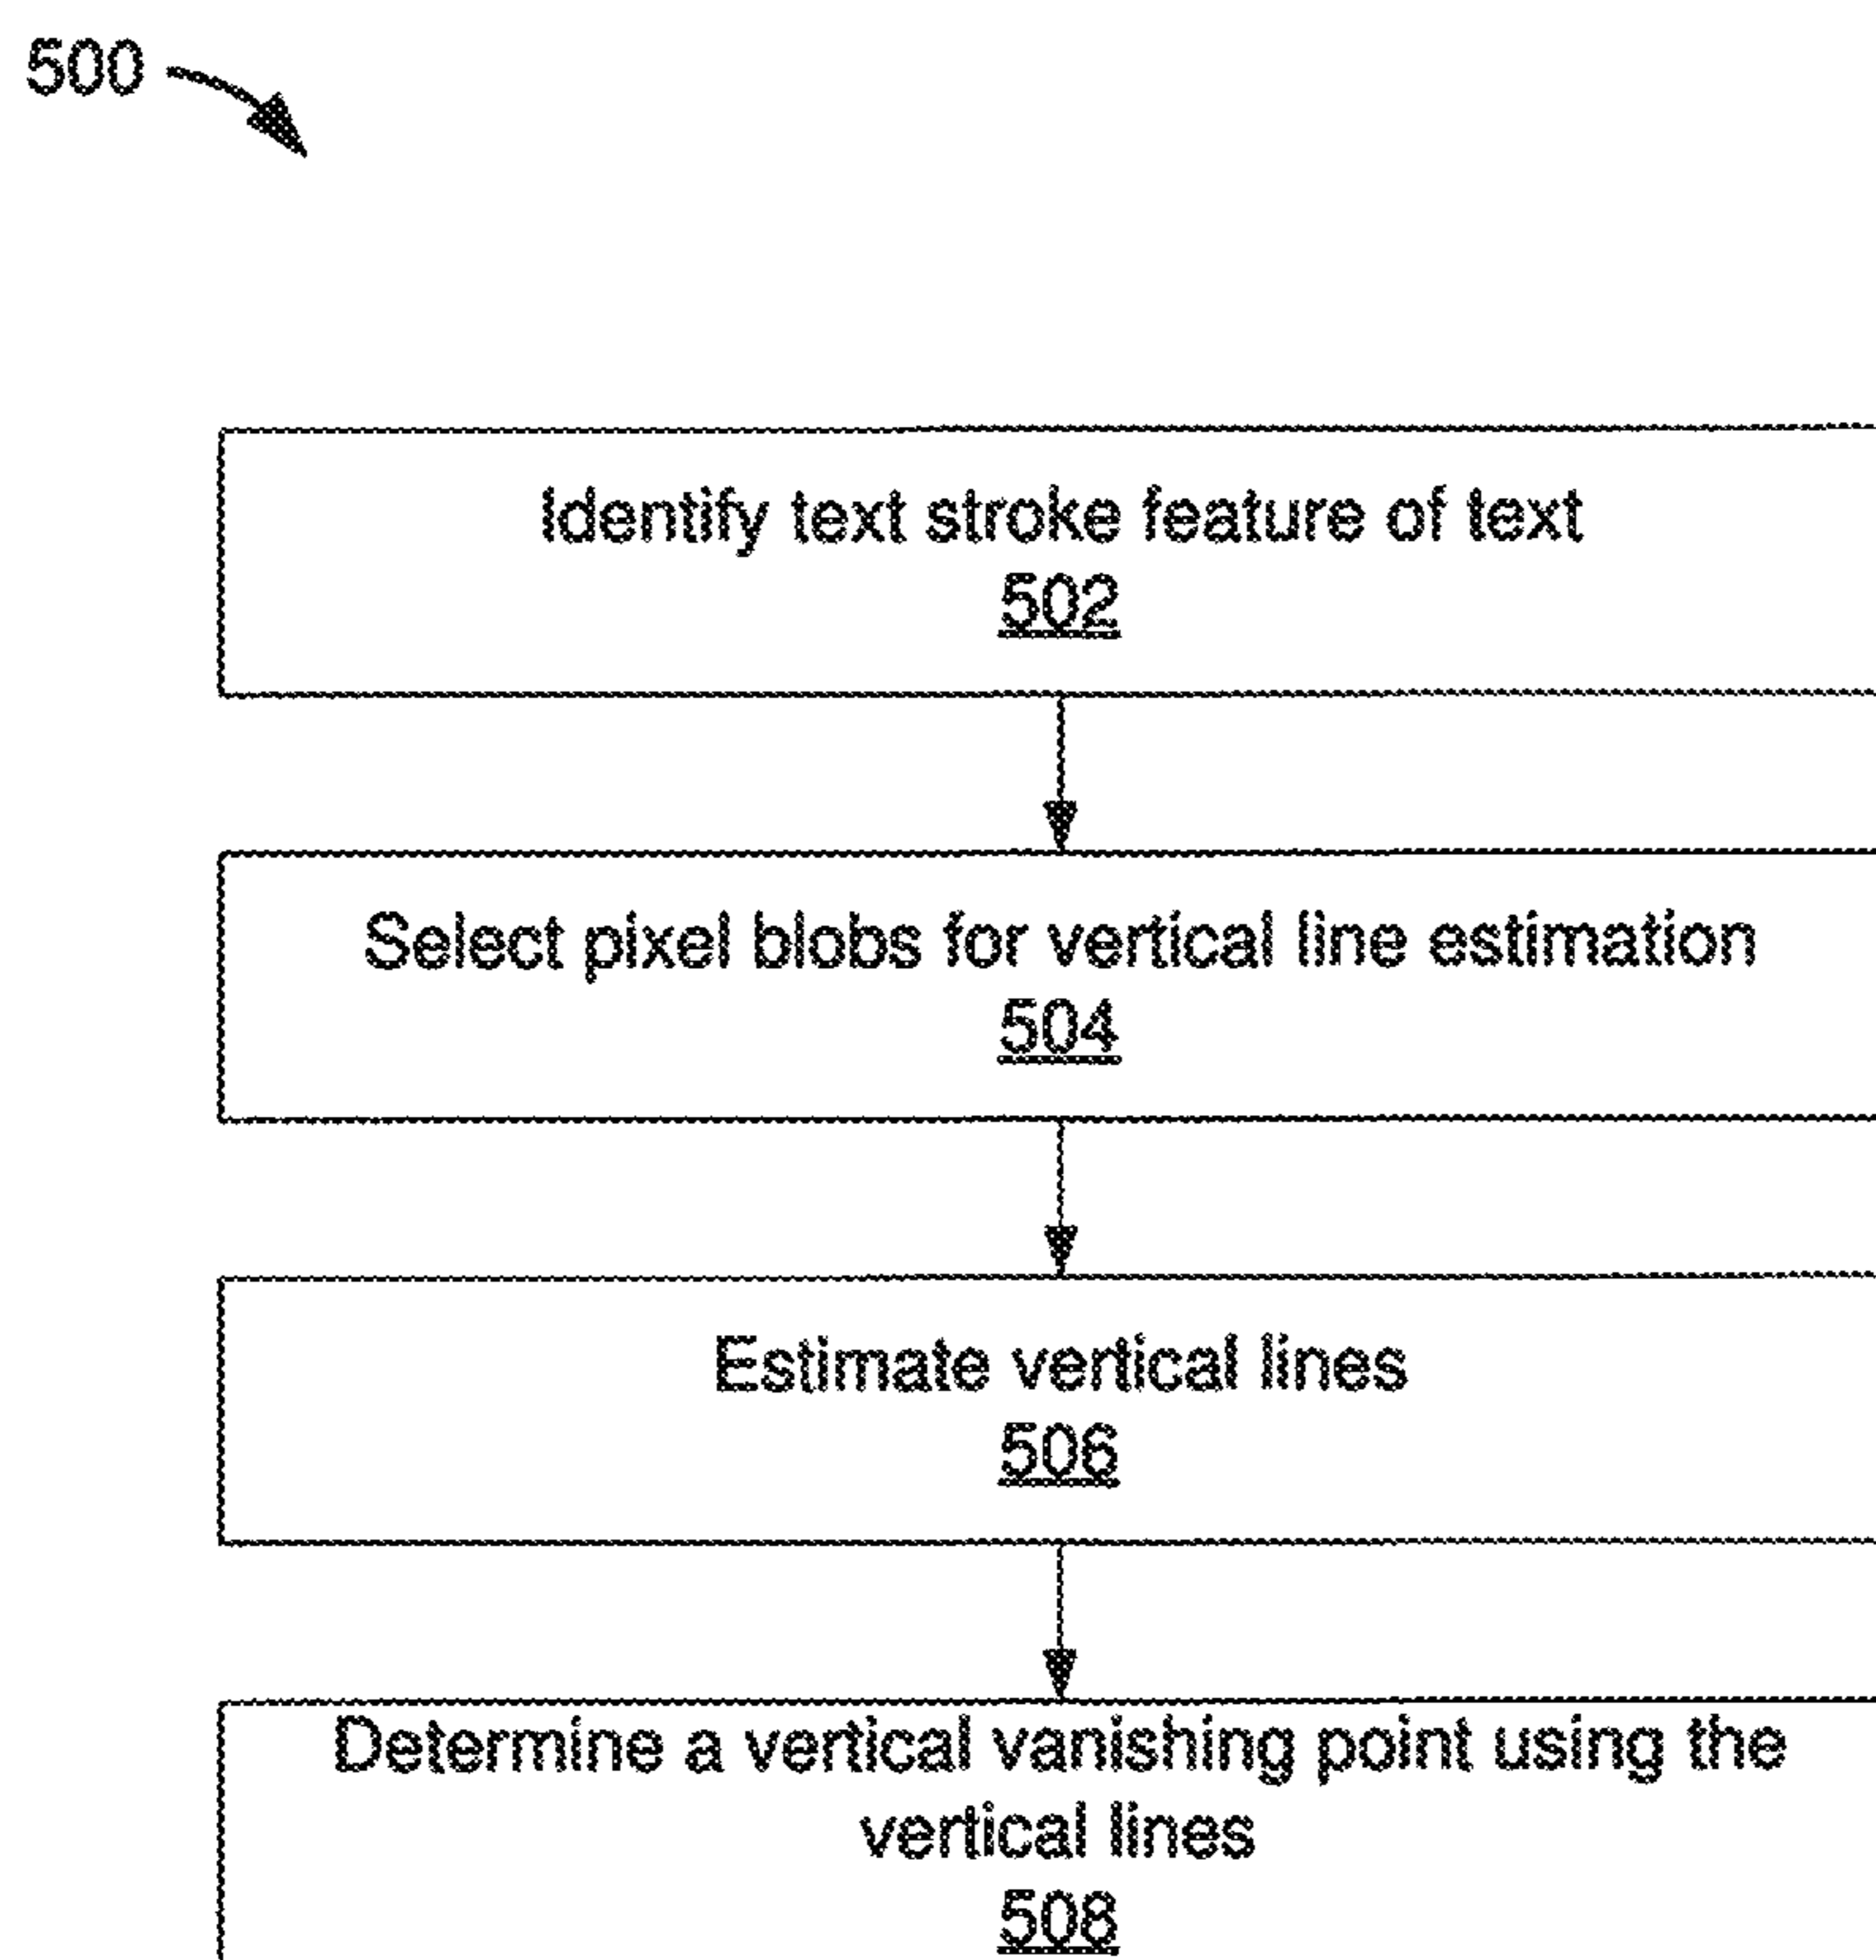 500
Identify text stroke feature of text
502
Select pixel blobs for vertical line estimation
504
Estimate vertical lines
506
Determine a vertical vanishing point using the
vertical lines
508